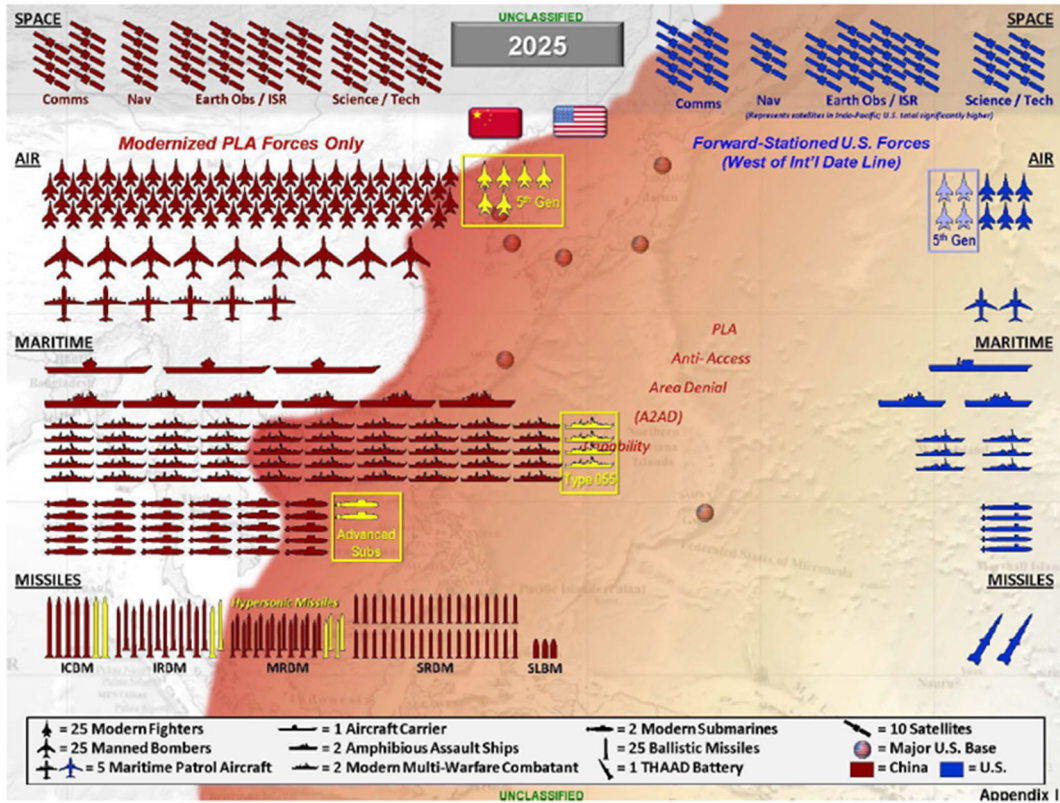 UNCLASSIFIED
2025
SPACE
Comms Nav Earth Obs / ISR Science / Tech
SPACE
Comms Nav Earth Obs / ISR Science / Tech
(Represents satellites in Indo-Pacific; U.S. total significantly higher)
Modernized PLA Forces Only
Forward-Stationed U.S. Forces
(West of Int'l Date Line)
AIR
5th Gen
AIR
5th Gen
PLA
Anti- Access
Area Denial
(A2AD)
Capability
MARITIME
Type 055
Advanced
Subs
MARITIME
MISSILES
Hypersonic Missiles
ICBM IRBM MRBM SRBM SLBM
MISSILES
= 25 Modern Fighters = 1 Aircraft Carrier = 2 Modern Submarines = 10 Satellites
= 25 Manned Bombers = 2 Amphibious Assault Ships = 25 Ballistic Missiles = Major U.S. Base
/ = 5 Maritime Patrol Aircraft = 2 Modern Multi-Warfare Combatant = 1 THAAD Battery = China = U.S.
UNCLASSIFIED
Appendix I